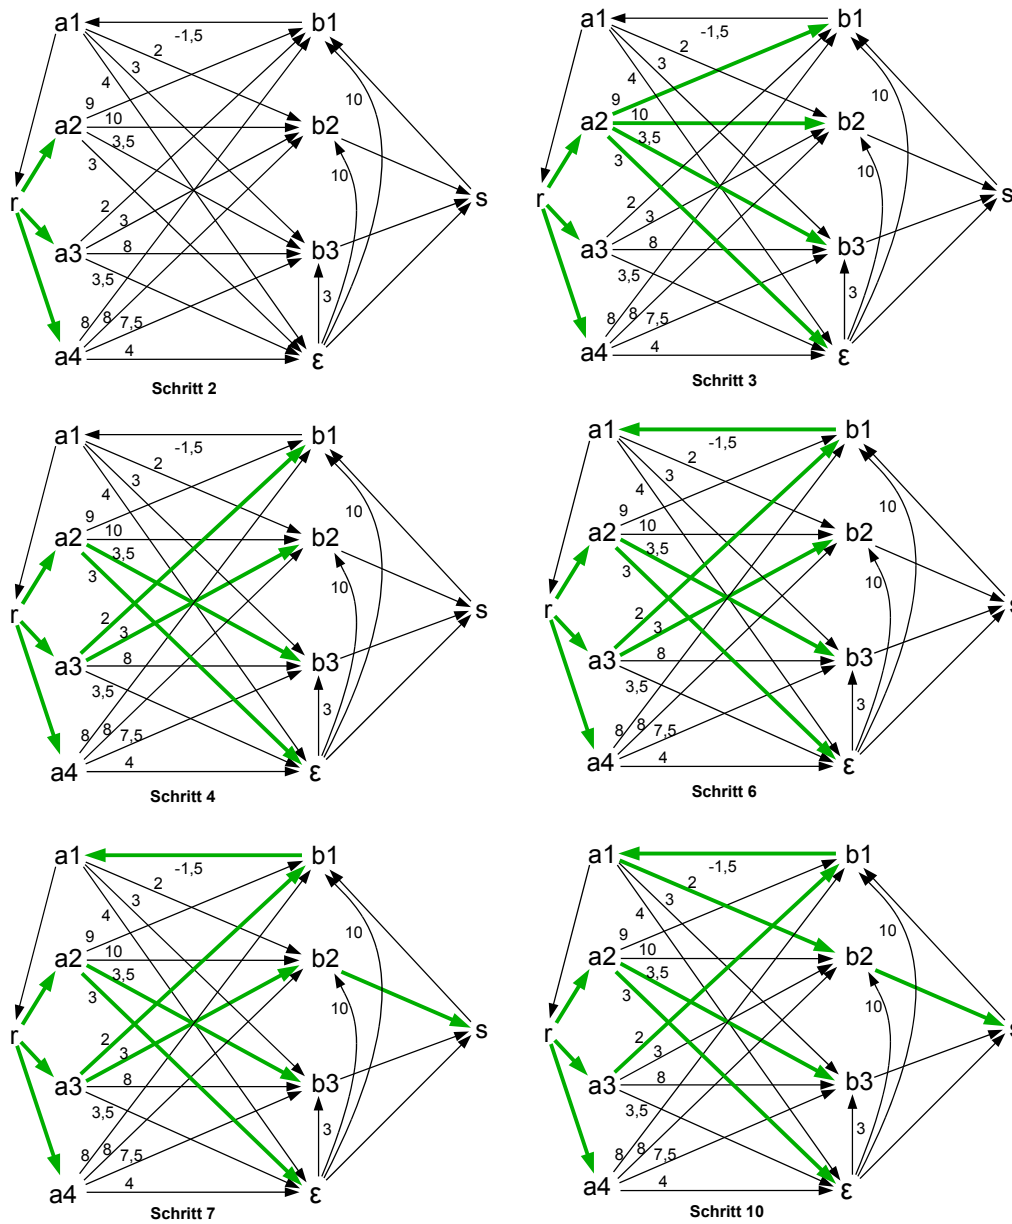 a1
b1
-1,5
2
3
4
9
10
a2
b2
10
3,5
3
10
r
s
2
3
a3
8
b3
3,5
3
8
8
7,5
a4
4
ε
Schritt 2
a1
b1
-1,5
2
3
4
9
10
a2
b2
10
3,5
3
10
r
s
2
3
a3
8
b3
3,5
3
8
8
7,5
a4
4
ε
Schritt 3
a1
b1
-1,5
2
3
4
9
10
a2
b2
10
3,5
3
10
r
s
2
3
a3
8
b3
3,5
3
8
8
7,5
a4
4
ε
Schritt 4
a1
b1
-1,5
2
3
4
9
10
a2
b2
10
3,5
3
10
r
s
2
3
a3
8
b3
3,5
3
8
8
7,5
a4
4
ε
Schritt 6
a1
b1
-1,5
2
3
4
9
10
a2
b2
10
3,5
3
10
r
s
2
3
a3
8
b3
3,5
3
8
8
7,5
a4
4
ε
Schritt 7
a1
b1
-1,5
2
3
4
9
10
a2
b2
10
3,5
3
10
r
s
2
3
a3
8
b3
3,5
3
8
8
7,5
a4
4
ε
Schritt 10